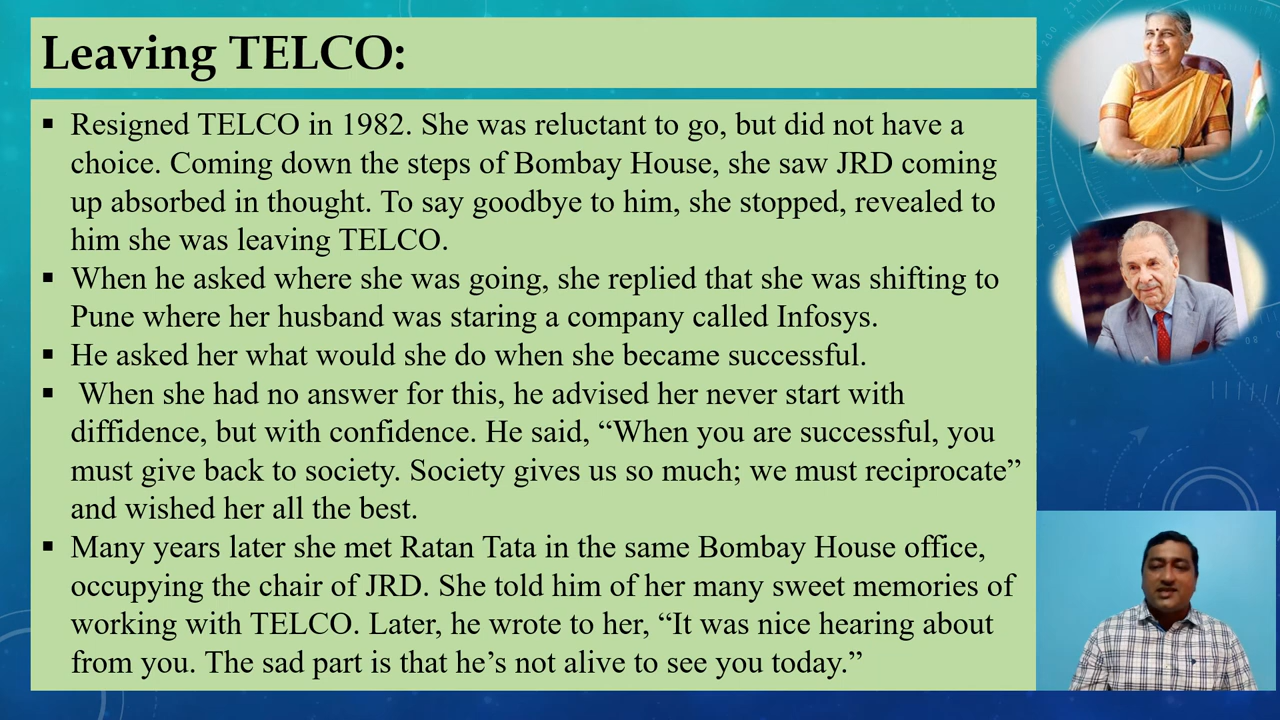 Leaving TELCO:
▪ Resigned TELCO in 1982. She was reluctant to go, but did not have a
choice. Coming down the steps of Bombay House, she saw JRD coming
up absorbed in thought. To say goodbye to him, she stopped, revealed to
him she was leaving TELCO.
▪ When he asked where she was going, she replied that she was shifting to
Pune where her husband was staring a company called Infosys.
▪ He asked her what would she do when she became successful.
▪ When she had no answer for this, he advised her never start with
diffidence, but with confidence. He said, “When you are successful, you
must give back to society. Society gives us so much; we must reciprocate”
and wished her all the best.
▪ Many years later she met Ratan Tata in the same Bombay House office,
occupying the chair of JRD. She told him of her many sweet memories of
working with TELCO. Later, he wrote to her, “It was nice hearing about
from you. The sad part is that he’s not alive to see you today.”